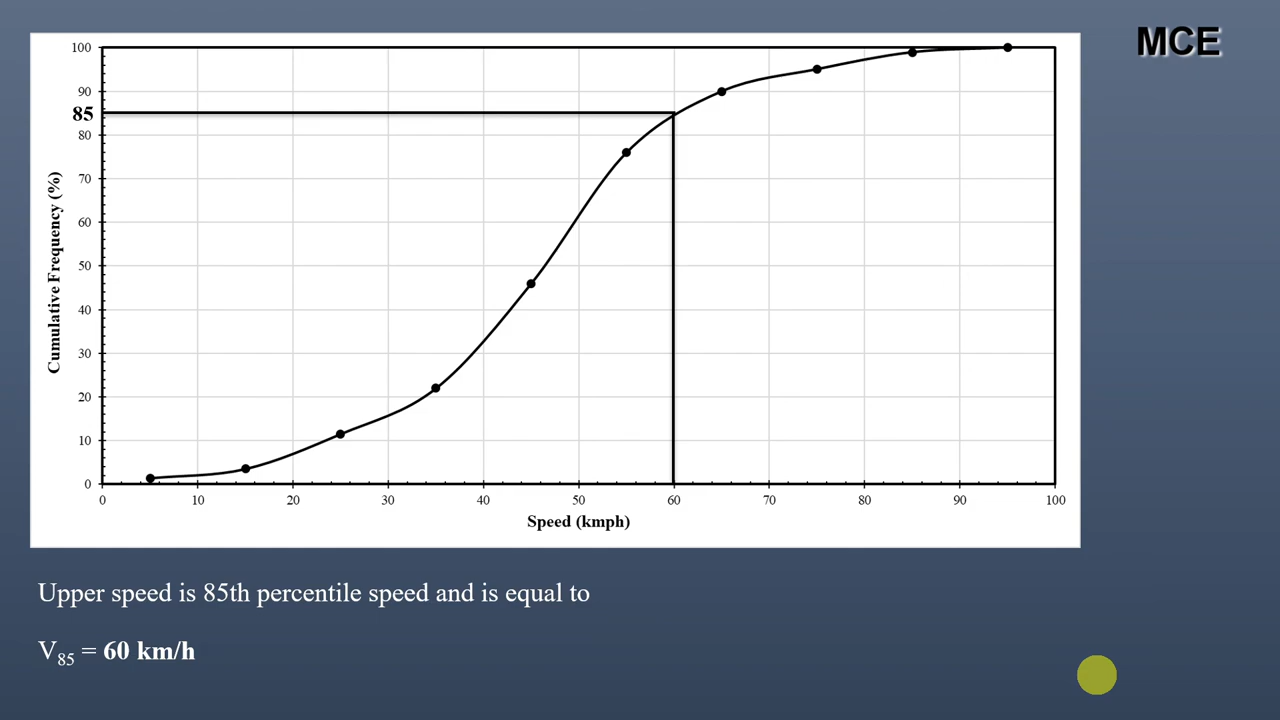 MCE
100
90
85
80
70
60
50
40
30
20
10
0
Cumulative Frequency (%)
0 10 20 30 40 50 60 70 80 90 100
Speed (kmph)
Upper speed is 85th percentile speed and is equal to
V85 = 60 km/h